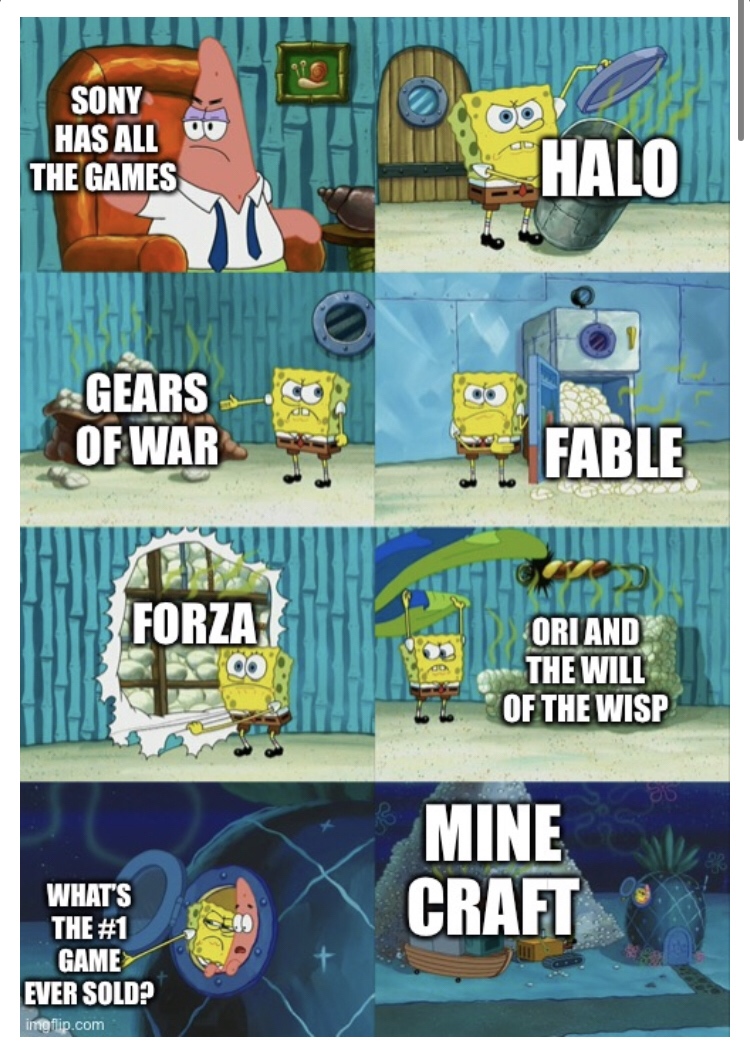 SONY
HAS ALL
THE GAMES
HALO
GEARS
OF WAR
FABLE
FORZA
ORI AND
THE WILL
OF THE WISP
WHAT'S
THE #1
GAME
EVER SOLD?
MINE
CRAFT
imgflip.com